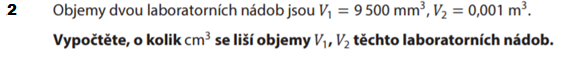 2 Objemy dvou laboratorních nádob jsou V₁ = 9 500 mm³, V₂ = 0,001 m³.
Vypočtěte, o kolik cm³ se liší objemy V₁, V₂ těchto laboratorních nádob.